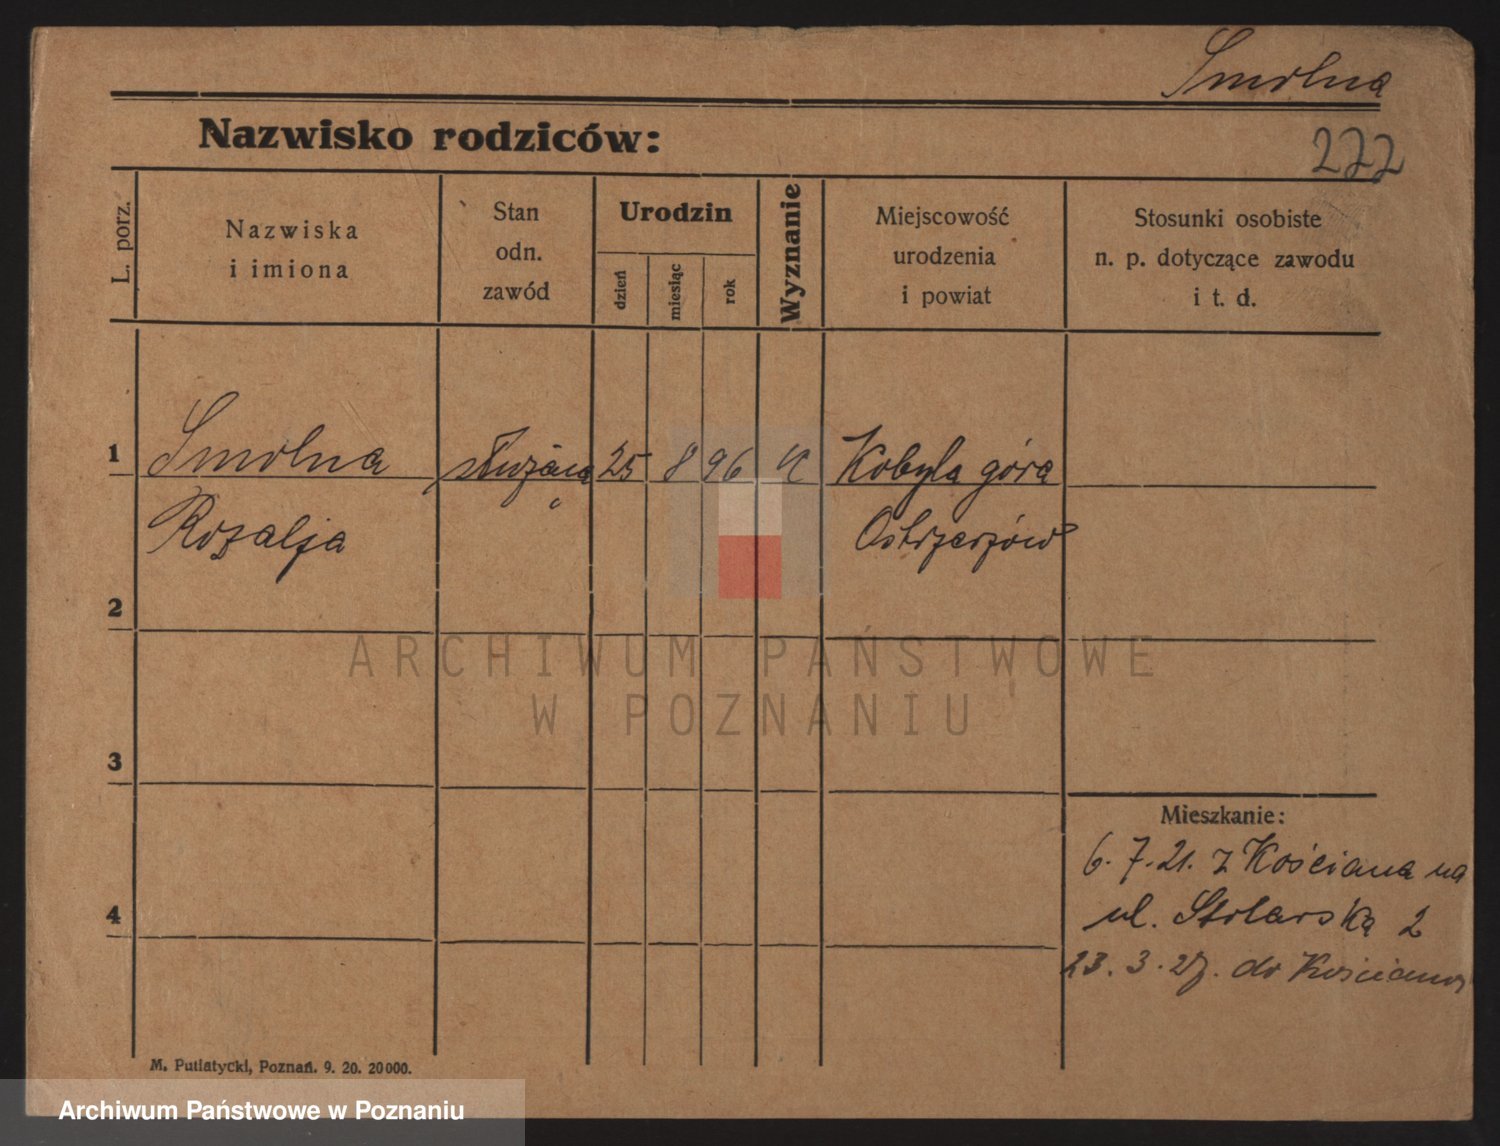 Smolna
Nazwisko rodziców:
272
L. porz.
Nazwiska
i imiona
Stan
odn.
zawód
Urodzin
dzień
miesiąc
rok
Wyznanie
Miejscowość
urodzenia
i powiat
Stosunki osobiste
n. p. dotyczące zawodu
i t. d.
1
Smolna
służąca
25
8
96
K
Kobyla góra
Rozalja
Ostrzeszów
2
ARCHIWUM PAŃSTWOWE
W POZNANIU
3
Mieszkanie:
6. 7. 21. z Kościana na
4
ul. Stolarska 2
23. 3. 27. do Kościana
M. Putiatycki, Poznań. 9. 20. 20000.
Archiwum Państwowe w Poznaniu